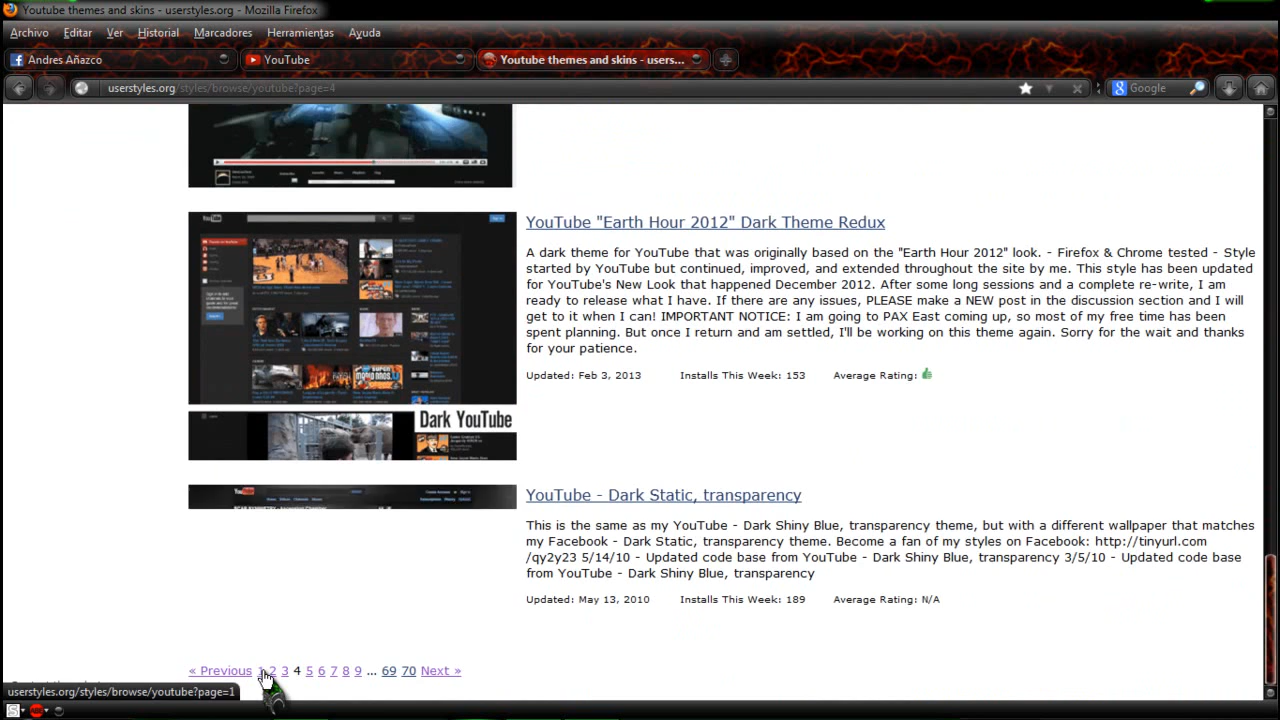 Youtube themes and skins - userstyles.org - Mozilla Firefox
Archivo Editar Ver Historial Marcadores Herramientas Ayuda
Andres Añazco YouTube Youtube themes and skins - users...
userstyles.org/styles/browse/youtube?page=4 Google
YouTube "Earth Hour 2012" Dark Theme Redux
A dark theme for YouTube that was originally based on the "Earth Hour 2012" look. - Firefox/Chrome tested - Style
started by YouTube but continued, improved, and extended throughout the site by me. This style has been updated
for YouTube's New Look that happened December 2012. After some long sessions and a complete re-write, I am
ready to release what I have. If there are any issues, PLEASE make a NEW post in the discussion section and I will
get to it when I can! IMPORTANT NOTICE: I am going to PAX East coming up, so most of my free time has been
spent planning. But once I return and am settled, I'll be working on this theme again. Sorry for the wait and thanks
for your patience.
Updated: Feb 3, 2013 Installs This Week: 153 Average Rating:
Dark YouTube
YouTube - Dark Static, transparency
This is the same as my YouTube - Dark Shiny Blue, transparency theme, but with a different wallpaper that matches
my Facebook - Dark Static, transparency theme. Become a fan of my styles on Facebook: http://tinyurl.com
/qy2y23 5/14/10 - Updated code base from YouTube - Dark Shiny Blue, transparency 3/5/10 - Updated code base
from YouTube - Dark Shiny Blue, transparency
Updated: May 13, 2010 Installs This Week: 189 Average Rating: N/A
« Previous 1 2 3 4 5 6 7 8 9 ... 69 70 Next »
userstyles.org/styles/browse/youtube?page=1